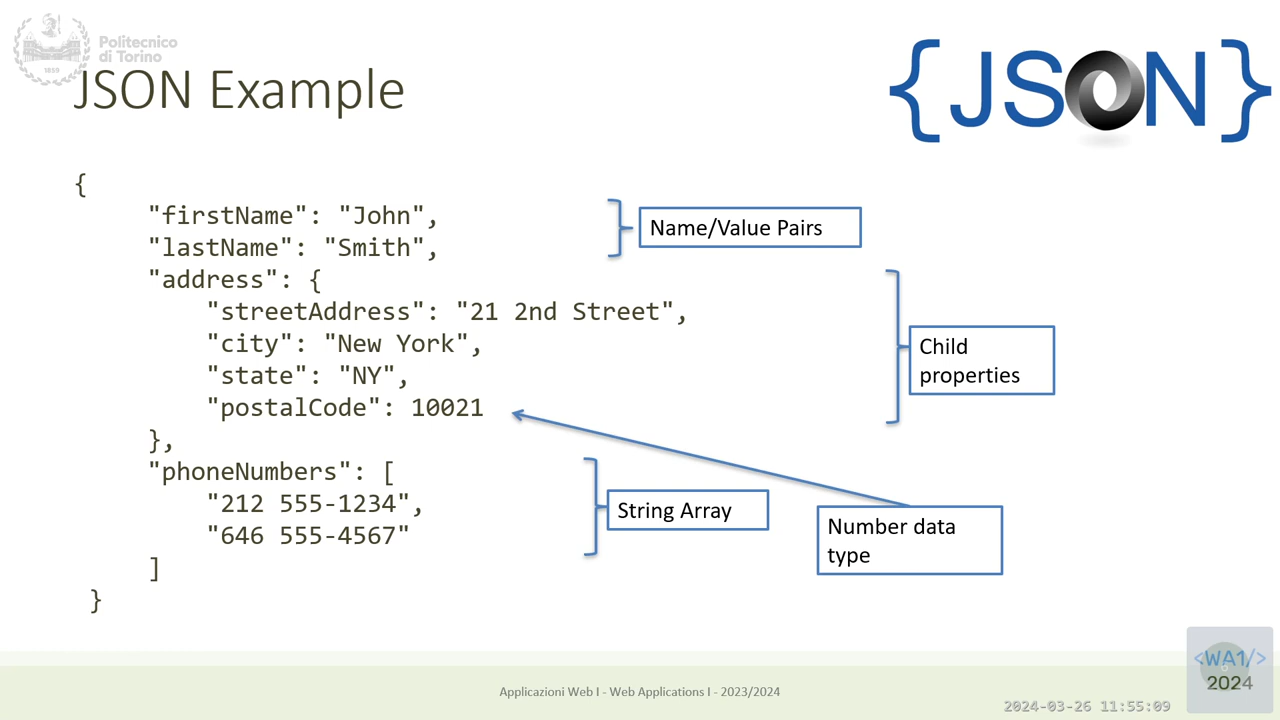 Politecnico
di Torino
1859
JSON Example
{JSON}
{
"firstName": "John",
"lastName": "Smith",
"address": {
"streetAddress": "21 2nd Street",
"city": "New York",
"state": "NY",
"postalCode": 10021
},
"phoneNumbers": [
"212 555-1234",
"646 555-4567"
]
}
Name/Value Pairs
Child
properties
String Array
Number data
type
Applicazioni Web I - Web Applications I - 2023/2024
<WA1/>
2024
2024-03-26 11:55:09